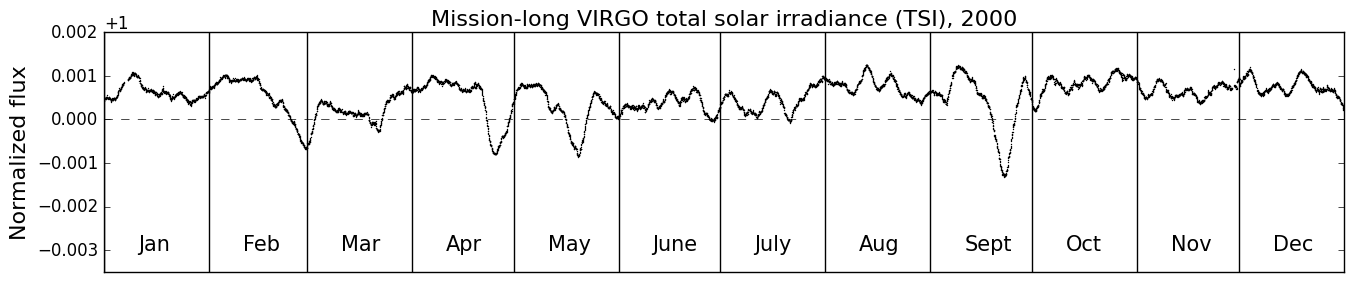 Mission-long VIRGO total solar irradiance (TSI), 2000
+1
0.002
0.001
0.000
−0.001
−0.002
−0.003
Normalized flux
Jan Feb Mar Apr May June July Aug Sept Oct Nov Dec